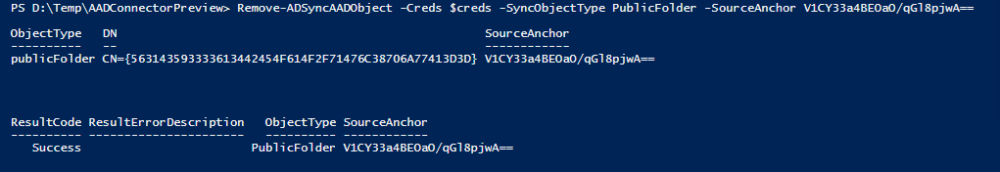 PS D:\Temp\AADConnectorPreview> Remove-ADSyncAADObject -Creds $creds -SyncObjectType PublicFolder -SourceAnchor V1CY33a4BEOaO/qGl8pjwA==
ObjectType DN SourceAnchor
---------- -- ------------
publicFolder CN={563143593333613442454F614F2F71476C38706A77413D3D} V1CY33a4BEOaO/qGl8pjwA==
ResultCode ResultErrorDescription ObjectType SourceAnchor
---------- ---------------------- ---------- ------------
Success PublicFolder V1CY33a4BEOaO/qGl8pjwA==